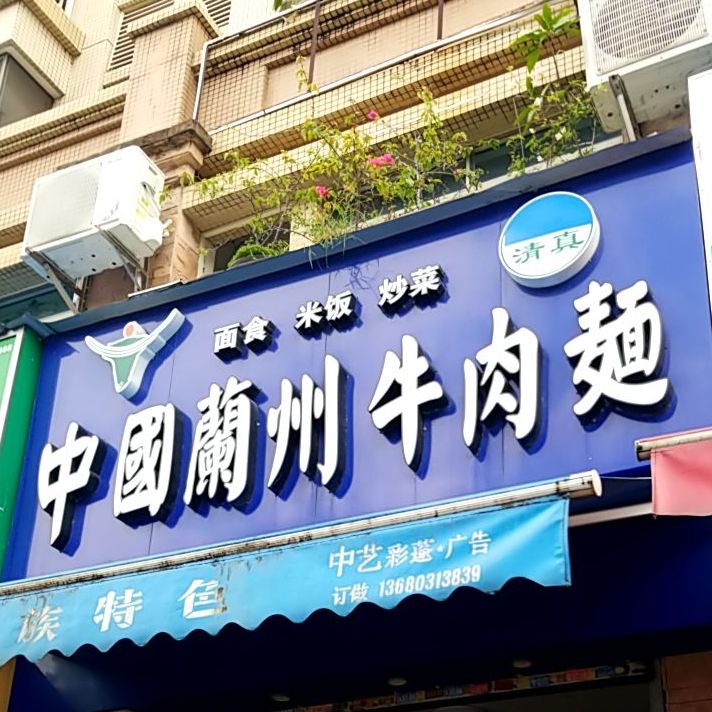 清真
面食 米饭 炒菜
中國蘭州牛肉麵
族特色
中艺彩蓬·广告
订做 13680313839